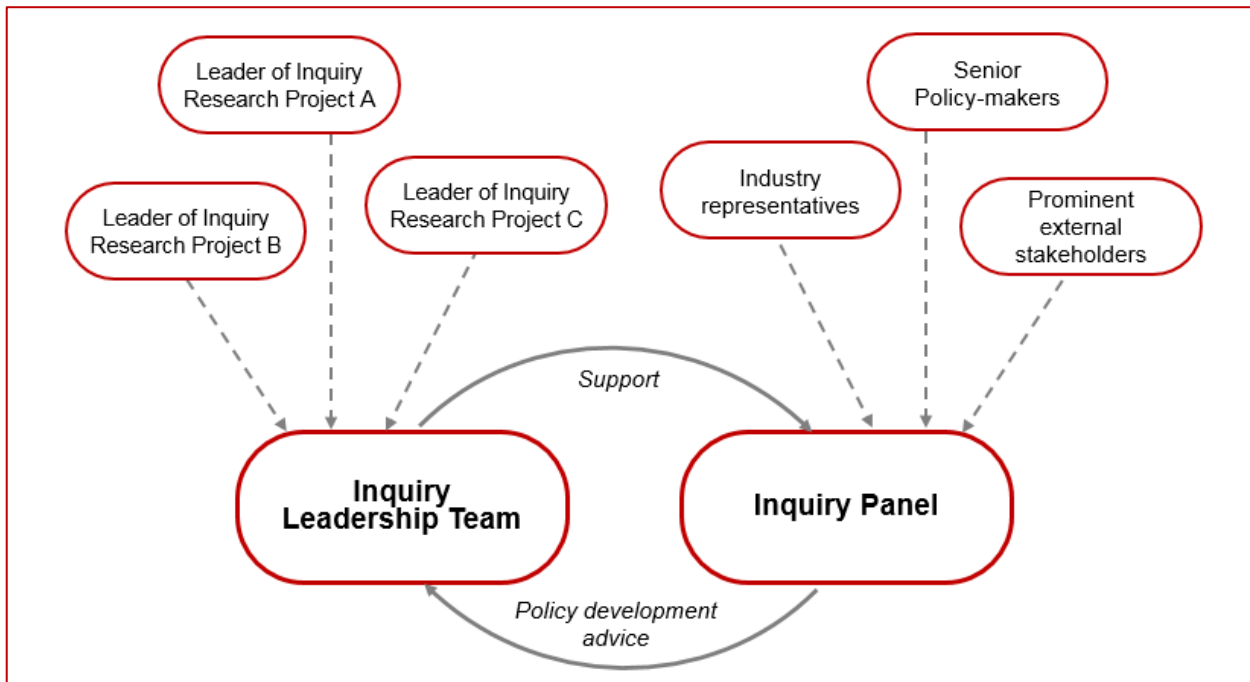 Leader of Inquiry
Research Project A
Senior
Policy-makers
Leader of Inquiry
Research Project B
Leader of Inquiry
Research Project C
Industry
representatives
Prominent
external
stakeholders
Support
Inquiry
Leadership Team
Inquiry Panel
Policy development
advice